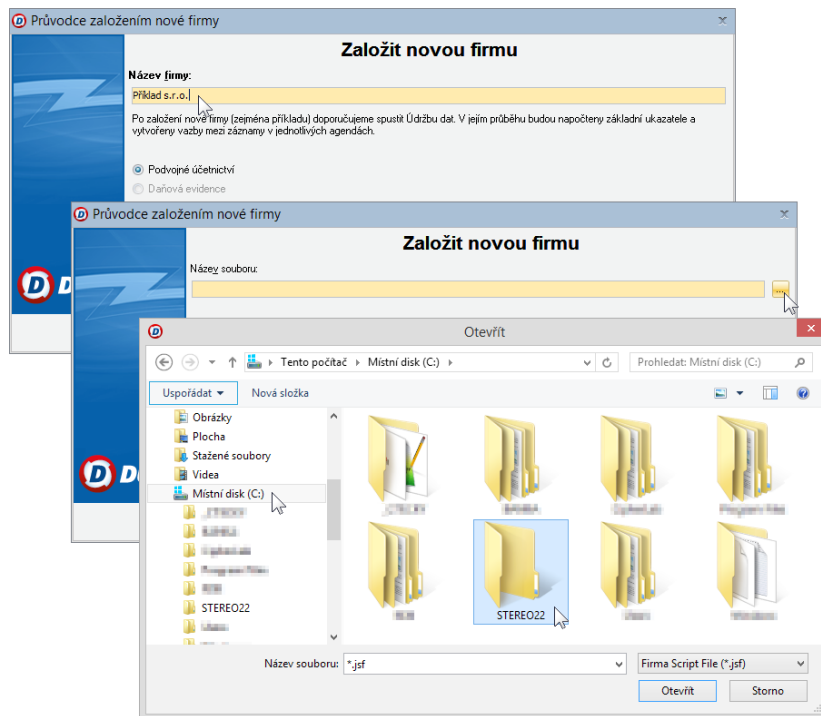 Průvodce založením nové firmy
Založit novou firmu
Název firmy:
Příklad s.r.o.
Po založení nové firmy (zejména příkladu) doporučujeme spustit Údržbu dat. V jejím průběhu budou napočteny základní ukazatele a
vytvořeny vazby mezi záznamy v jednotlivých agendách.
Podvojné účetnictví
Daňová evidence
Průvodce založením nové firmy
Založit novou firmu
Název souboru:
...
Otevřít
Tento počítač
Místní disk (C:)
Prohledat: Místní disk (C:)
Uspořádat
Nová složka
Obrázky
Plocha
Stažené soubory
Videa
Místní disk (C:)
STEREO22
STEREO22
Název souboru:
*.jsf
Firma Script File (*.jsf)
Otevřít
Storno